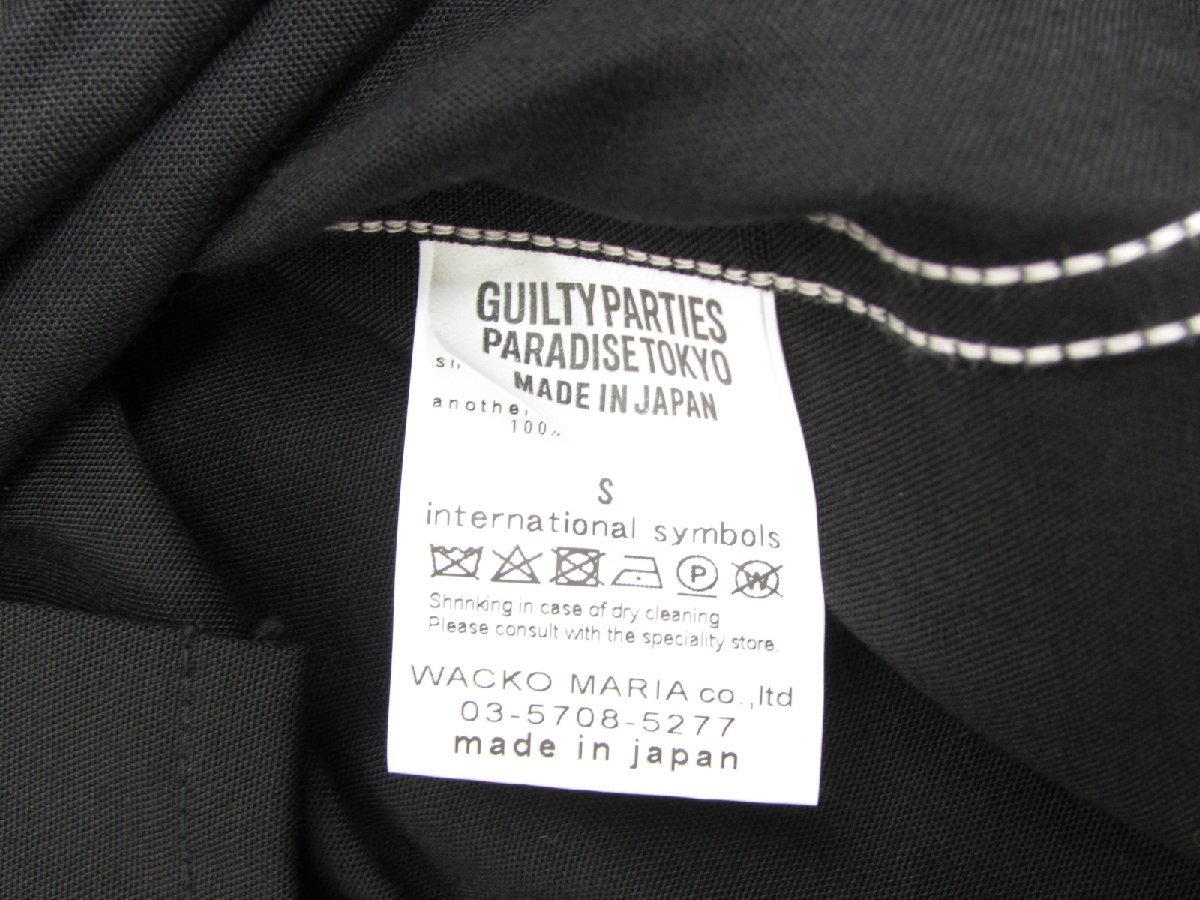 GUILTY PARTIES
PARADISE TOKYO
MADE IN JAPAN
S
international symbols
P
W
Shrinking in case of dry cleaning
Please consult with the speciality store.
WACKO MARIA co.,ltd
03-5708-5277
made in japan